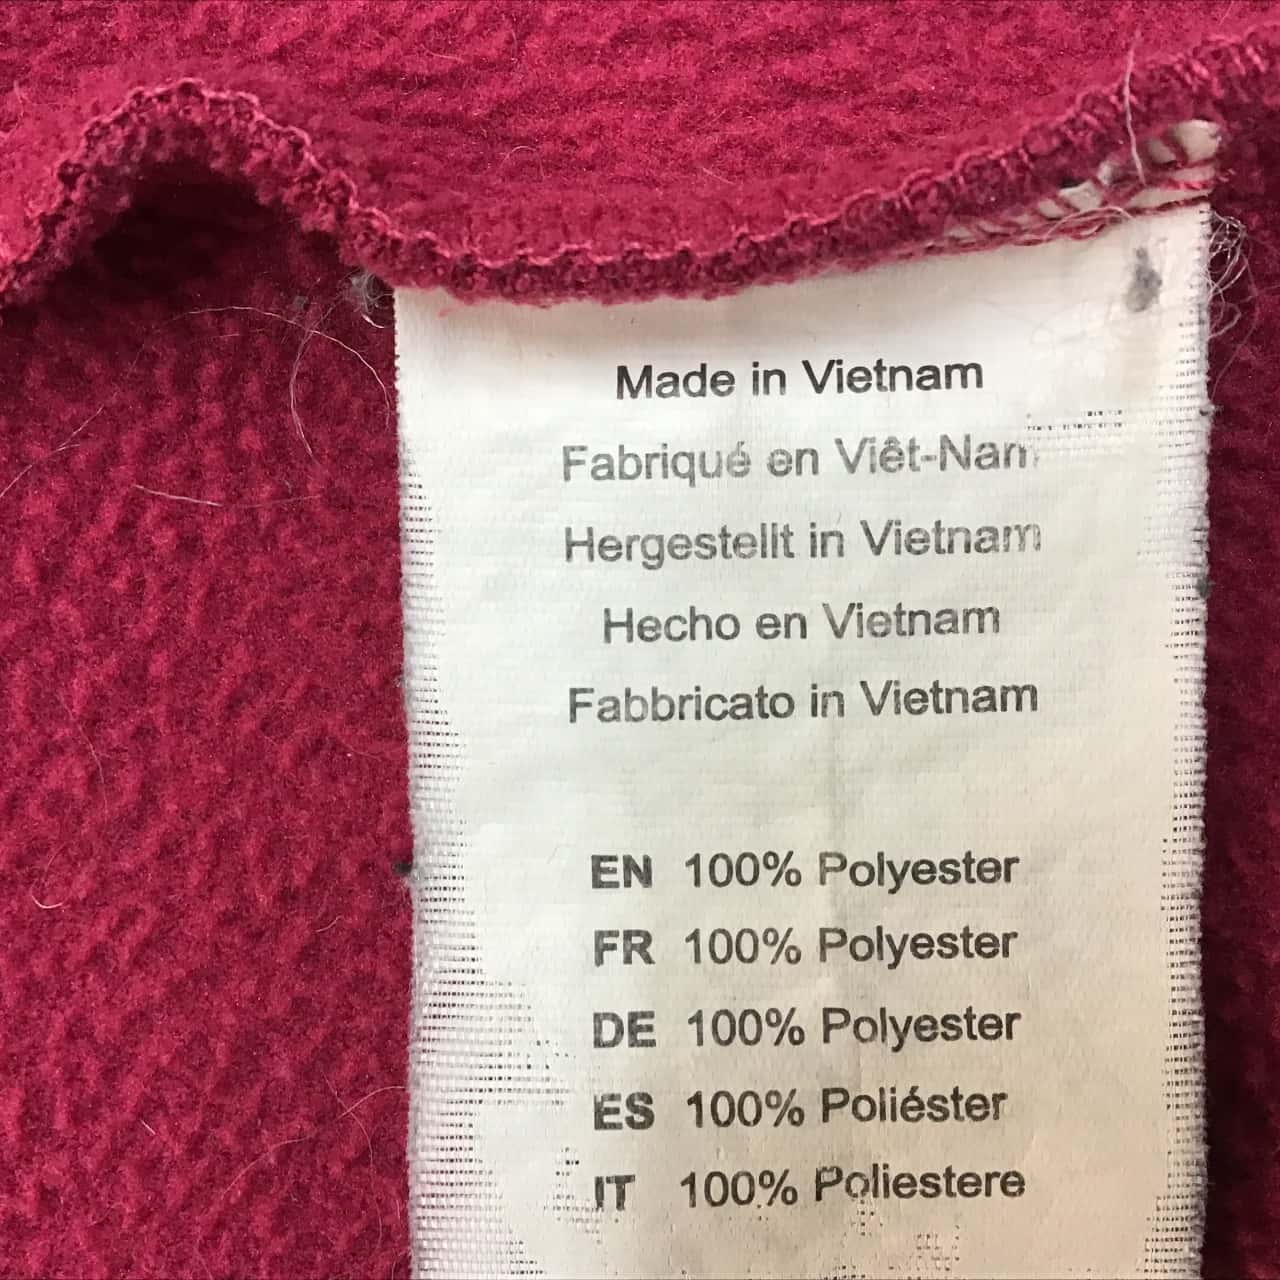 Made in Vietnam
Fabriqué en Viêt-Nam
Hergestellt in Vietnam
Hecho en Vietnam
Fabbricato in Vietnam
EN 100% Polyester
FR 100% Polyester
DE 100% Polyester
ES 100% Poliéster
IT 100% Poliestere